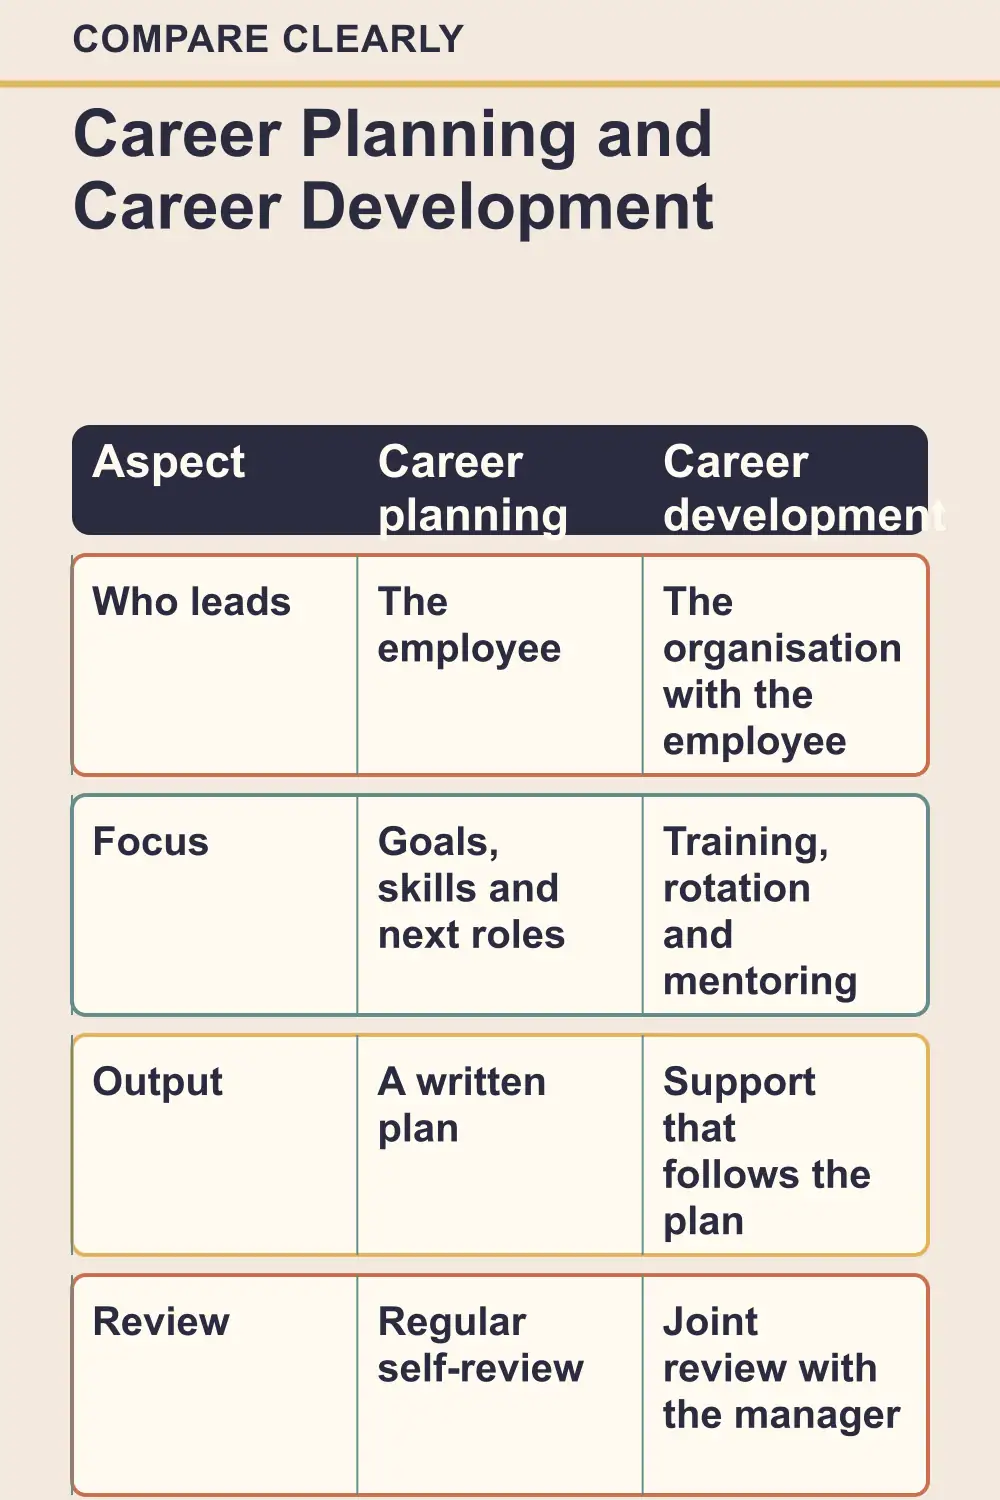 COMPARE CLEARLY
Career Planning and
Career Development
Aspect
Career
planning
Career
development
Who leads
The
employee
The
organisation
with the
employee
Focus
Goals,
skills and
next roles
Training,
rotation
and
mentoring
Output
A written
plan
Support
that
follows the
plan
Review
Regular
self-review
Joint
review with
the manager